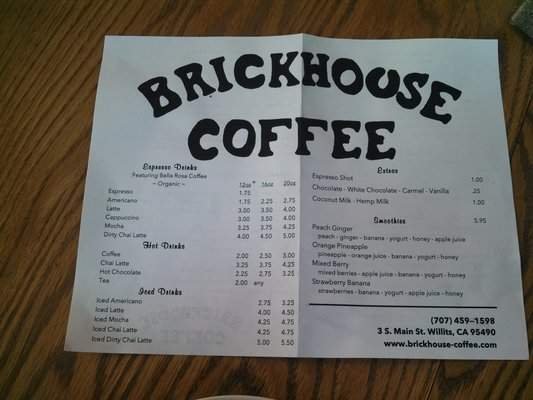 BRICKHOUSE
COFFEE
Espresso Drinks
Featuring Bella Rosa Coffee
~ Organic ~ 12oz 16oz 20oz
Espresso 1.75
Americano 1.75 2.25 2.75
Latte 3.00 3.50 4.00
Cappuccino 3.00 3.50 4.00
Mocha 3.25 3.75 4.25
Dirty Chai Latte 4.00 4.50 5.00
Hot Drinks
Coffee 2.00 2.50 3.00
Chai Latte 3.25 3.75 4.25
Hot Chocolate 2.25 2.75 3.25
Tea 2.00 any
Iced Drinks
Iced Americano 2.75 3.25
Iced Latte 4.00 4.50
Iced Mocha 4.25 4.75
Iced Chai Latte 4.25 4.75
Iced Dirty Chai Latte 5.00 5.50
Extras
Espresso Shot 1.00
Chocolate - White Chocolate - Carmel - Vanilla .25
Coconut Milk - Hemp Milk 1.00
Smoothies 5.95
Peach Ginger
peach - ginger - banana - yogurt - honey - apple juice
Orange Pineapple
pineapple - orange juice - banana - yogurt - honey
Mixed Berry
mixed berries - apple juice - banana - yogurt - honey
Strawberry Banana
strawberries - banana - yogurt - apple juice - honey
(707) 459-1598
3 S. Main St. Willits, CA 95490
www.brickhouse-coffee.com